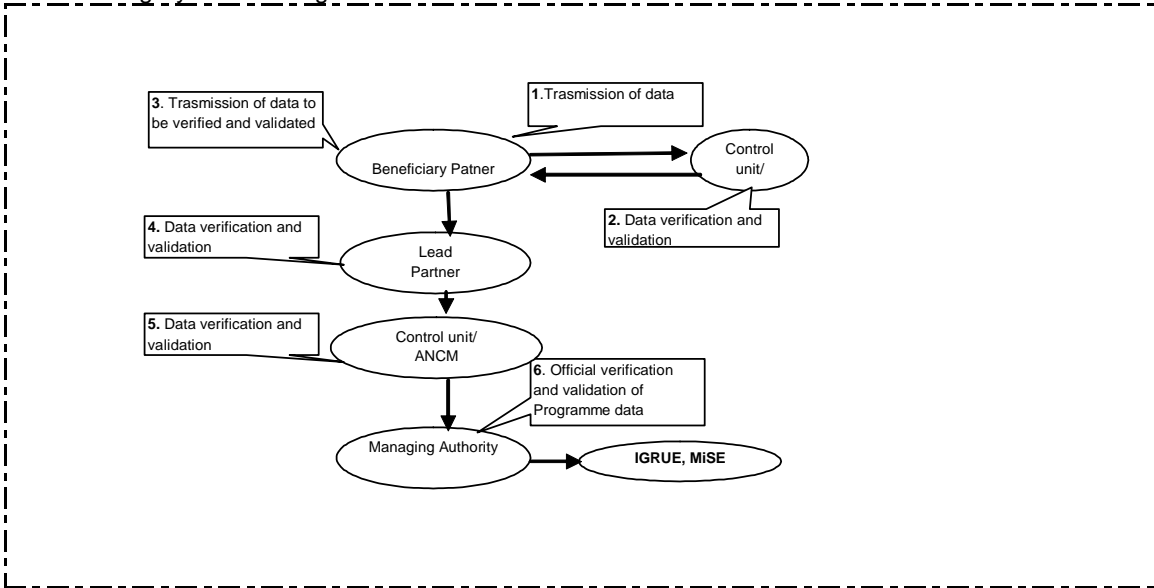 3. Trasmission of data to
be verified and validated
1.Trasmission of data
Beneficiary Patner
Control
unit/
2. Data verification and
validation
4. Data verification and
validation
Lead
Partner
5. Data verification and
validation
Control unit/
ANCM
6. Official verification
and validation of
Programme data
Managing Authority
IGRUE, MiSE